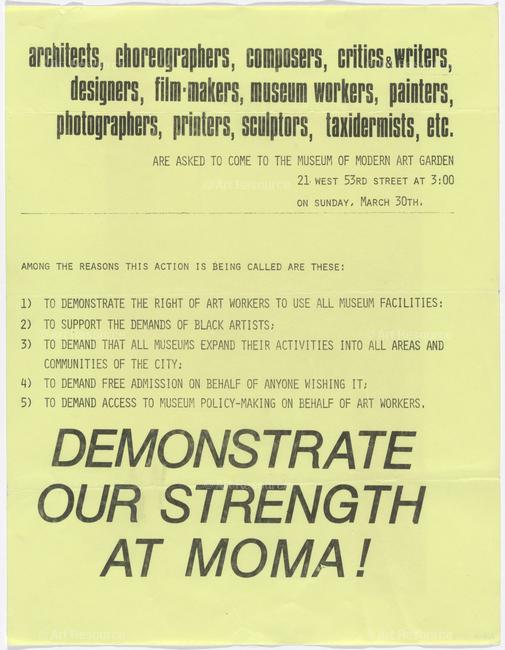 architects, choreographers, composers, critics & writers,
designers, film-makers, museum workers, painters,
photographers, printers, sculptors, taxidermists, etc.
ARE ASKED TO COME TO THE MUSEUM OF MODERN ART GARDEN
21 WEST 53RD STREET AT 3:00
ON SUNDAY, MARCH 30TH.
AMONG THE REASONS THIS ACTION IS BEING CALLED ARE THESE:
1) TO DEMONSTRATE THE RIGHT OF ART WORKERS TO USE ALL MUSEUM FACILITIES;
2) TO SUPPORT THE DEMANDS OF BLACK ARTISTS;
3) TO DEMAND THAT ALL MUSEUMS EXPAND THEIR ACTIVITIES INTO ALL AREAS AND
COMMUNITIES OF THE CITY;
4) TO DEMAND FREE ADMISSION ON BEHALF OF ANYONE WISHING IT;
5) TO DEMAND ACCESS TO MUSEUM POLICY-MAKING ON BEHALF OF ART WORKERS.
DEMONSTRATE
OUR STRENGTH
AT MOMA!
© Art Resource
© Art Resource